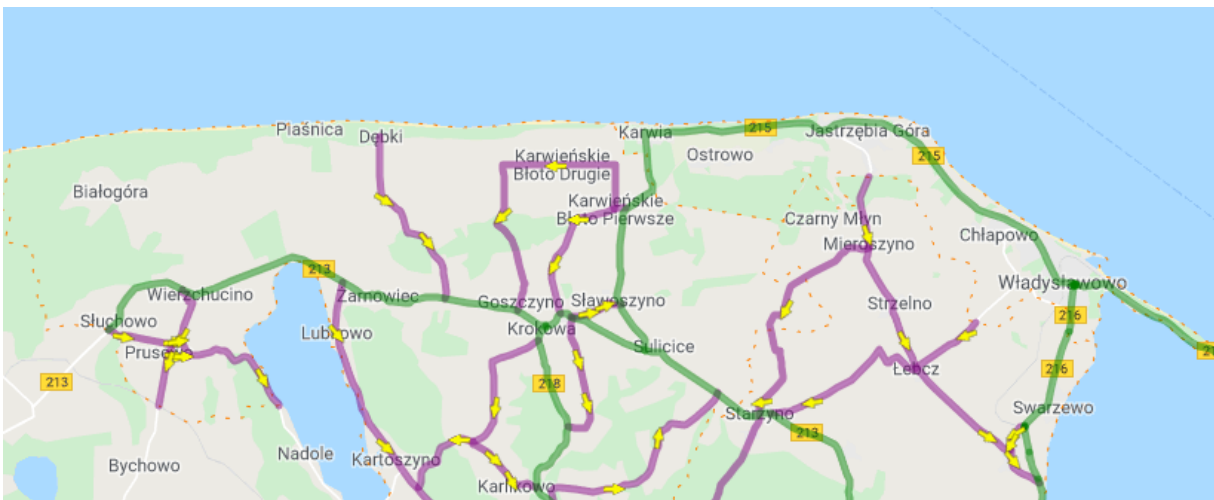 Piaśnica
Dębki
Karwia
215
Jastrzębia Góra
Ostrowo
215
Karwieńskie
Błoto Drugie
Białogóra
Karwieńskie
Błoto Pierwsze
Czarny Młyn
Mieroszyno
Chłapowo
213
Wierzchucino
Żarnowiec
Goszczyno
Sławoszyno
Strzelno
Władysławowo
Słuchowo
Lubkowo
Krokowa
216
Sulicice
213
218
Łebcz
216
Starzyno
Swarzewo
213
Nadole
Kartoszyno
Bychowo
Karlikowo